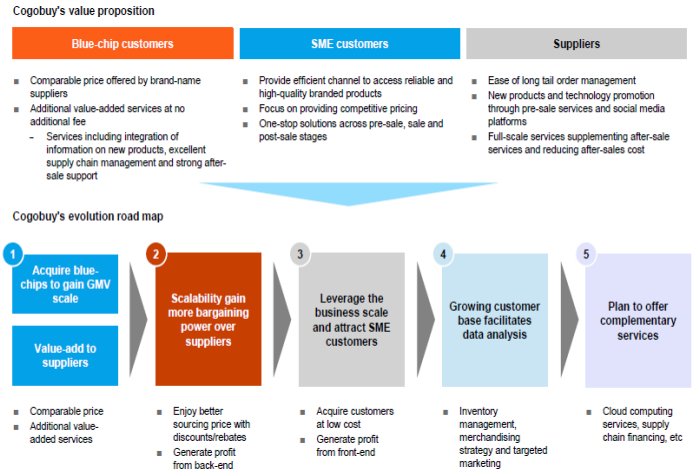 Cogobuy's value proposition
Blue-chip customers
Comparable price offered by brand-name
suppliers
Additional value-added services at no
additional fee
– Services including integration of
information on new products, excellent
supply chain management and strong after-
sale support
SME customers
Provide efficient channel to access reliable and
high-quality branded products
Focus on providing competitive pricing
One-stop solutions across pre-sale, sale and
post-sale stages
Suppliers
Ease of long tail order management
New products and technology promotion
through pre-sale services and social media
platforms
Full-scale services supplementing after-sale
services and reducing after-sales cost
Cogobuy's evolution road map
1
Acquire blue-
chips to gain GMV
scale
Value-add to
suppliers
Comparable price
Additional value-
added services
2
Scalability gain
more bargaining
power over
suppliers
Enjoy better
sourcing price with
discounts/rebates
Generate profit
from back-end
3
Leverage the
business scale
and attract SME
customers
Acquire customers
at low cost
Generate profit
from front-end
4
Growing customer
base facilitates
data analysis
Inventory
management,
merchandising
strategy and targeted
marketing
5
Plan to offer
complementary
services
Cloud computing
services, supply
chain financing, etc